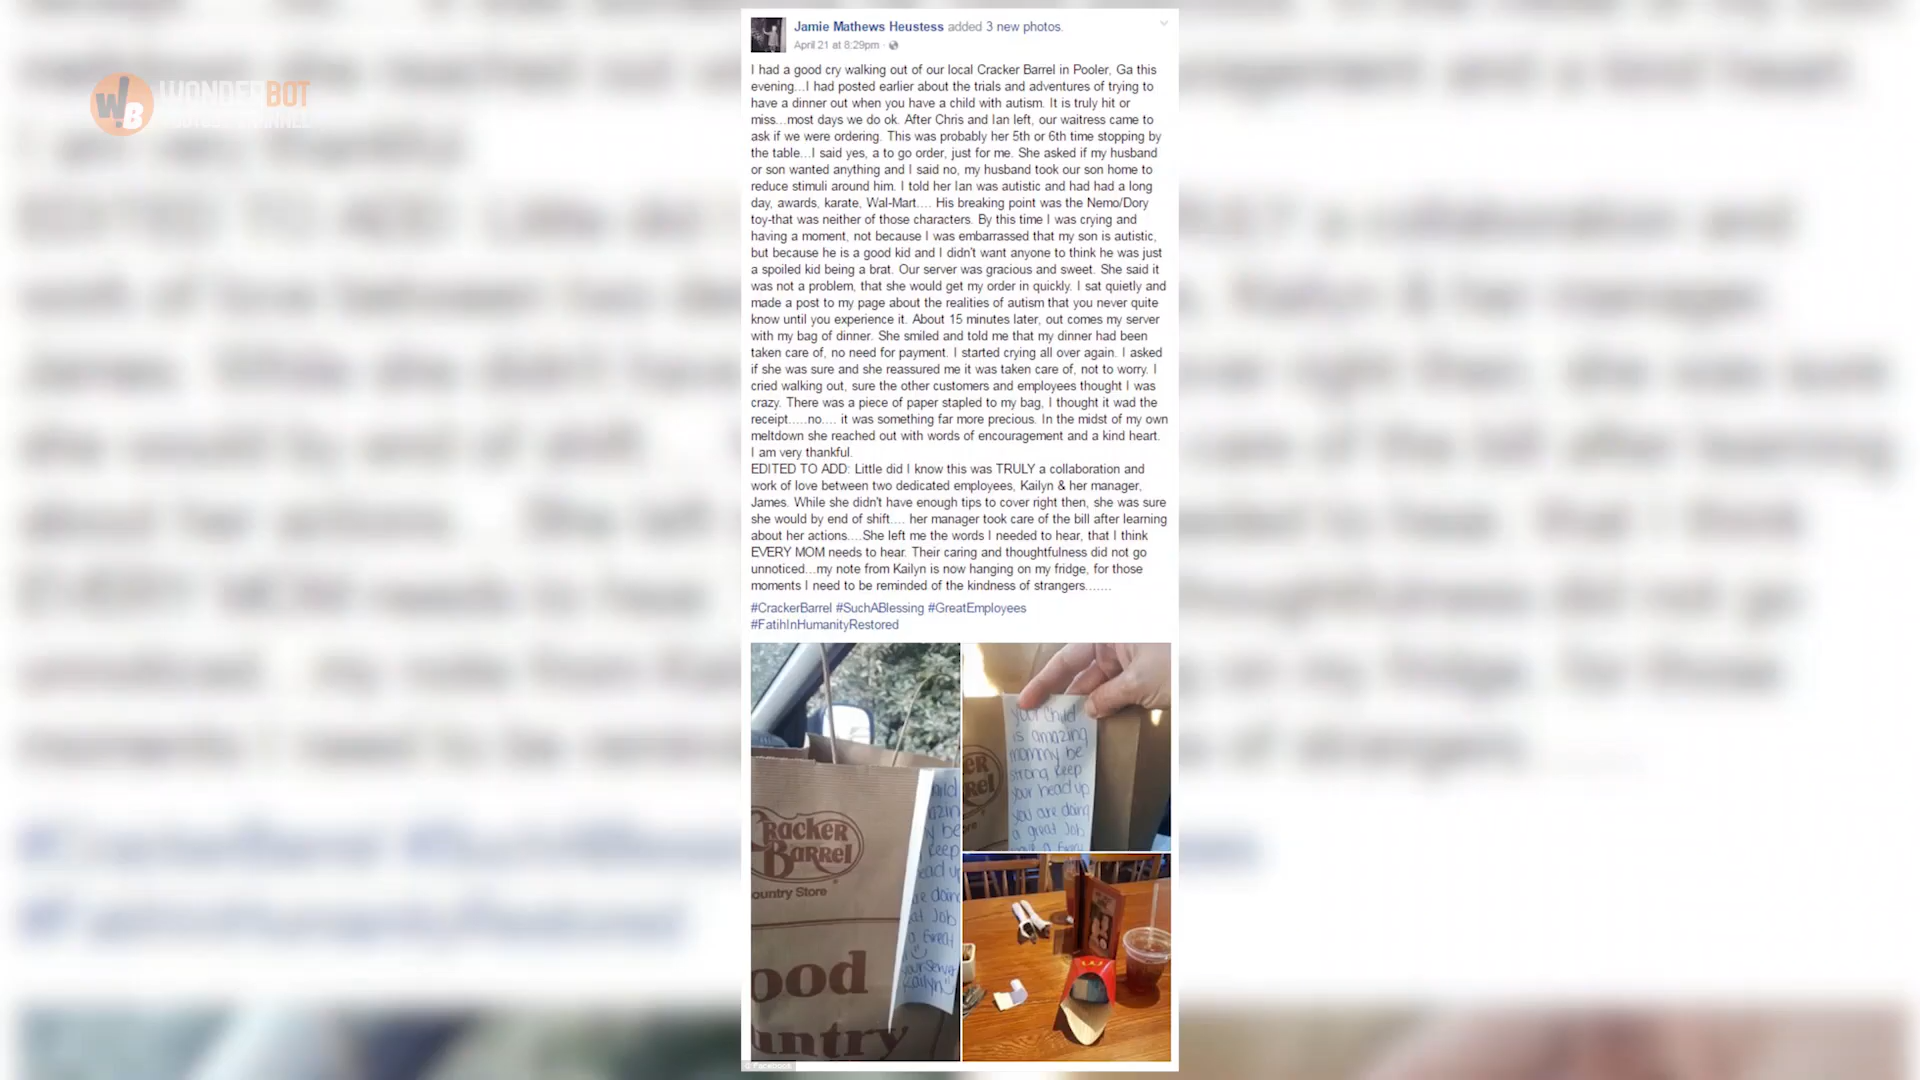 WONDERBOT
Jamie Mathews Heustess added 3 new photos.
April 21 at 8:29pm
I had a good cry walking out of our local Cracker Barrel in Pooler, Ga this
evening...I had posted earlier about the trials and adventures of trying to
have a dinner out when you have a child with autism. It is truly hit or
miss...most days we do ok. After Chris and Ian left, our waitress came to
ask if we were ordering. This was probably her 5th or 6th time stopping by
the table...I said yes, a to go order, just for me. She asked if my husband
or son wanted anything and I said no, my husband took our son home to
reduce stimuli around him. I told her Ian was autistic and had had a long
day, awards, karate, Wal-Mart.... His breaking point was the Nemo/Dory
toy-that was neither of those characters. By this time I was crying and
having a moment, not because I was embarrassed that my son is autistic,
but because he is a good kid and I didn't want anyone to think he was just
a spoiled kid being a brat. Our server was gracious and sweet. She said it
was not a problem, that she would get my order in quickly. I sat quietly and
made a post to my page about the realities of autism that you never quite
know until you experience it. About 15 minutes later, out comes my server
with my bag of dinner. She smiled and told me that my dinner had been
taken care of, no need for payment. I started crying all over again. I asked
if she was sure and she reassured me it was taken care of, not to worry. I
cried walking out, sure the other customers and employees thought I was
crazy. There was a piece of paper stapled to my bag, I thought it wad the
receipt.....no.... it was something far more precious. In the midst of my own
meltdown she reached out with words of encouragement and a kind heart.
I am very thankful.
EDITED TO ADD: Little did I know this was TRULY a collaboration and
work of love between two dedicated employees, Kailyn & her manager,
James. While she didn't have enough tips to cover right then, she was sure
she would by end of shift.... her manager took care of the bill after learning
about her actions....She left me the words I needed to hear, that I think
EVERY MOM needs to hear. Their caring and thoughtfulness did not go
unnoticed...my note from Kailyn is now hanging on my fridge, for those
moments I need to be reminded of the kindness of strangers.......
#CrackerBarrel #SuchABlessing #GreatEmployees
#FatihInHumanityRestored
your child
is amazing
mommy be
strong keep
your head up
you are doing
a great Job
Cracker
Barrel
ountry Store
ood
untry
your server
Kailyn
© Facebook